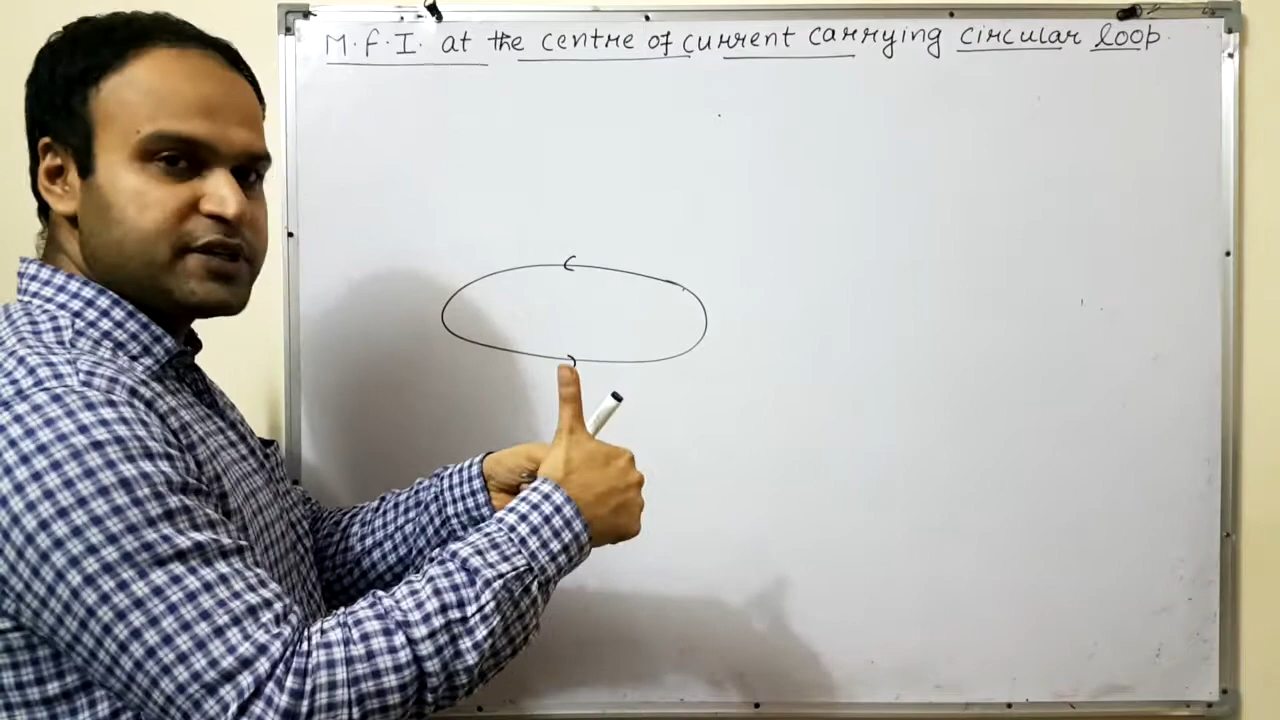 M.f.I. at the centre of current carrying circular loop.